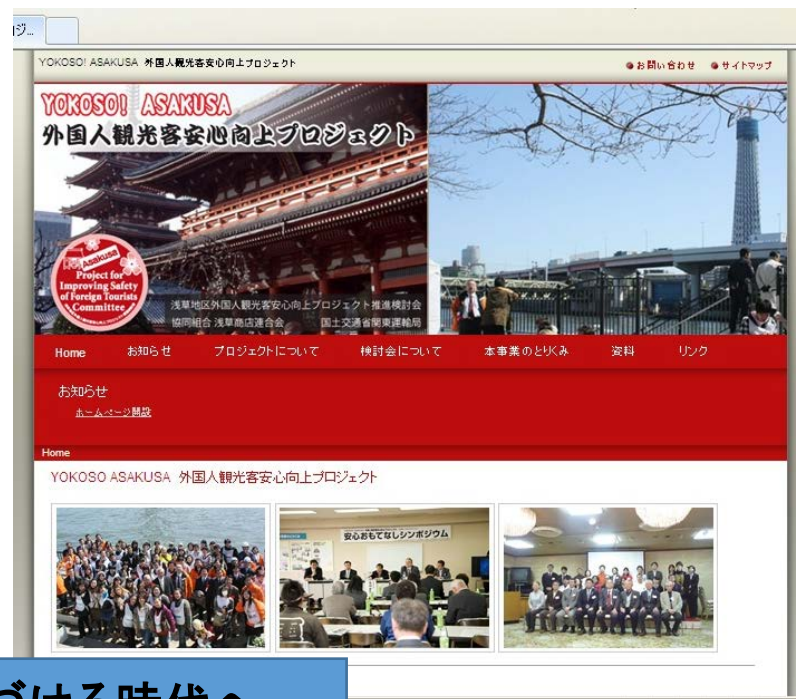 ジ...
YOKOSO! ASAKUSA 外国人観光客安心向上プロジェクト
お問い合わせ サイトマップ
YOKOSO! ASAKUSA
外国人観光客安心向上プロジェクト
Asakusa
Project for
Improving Safety
of Foreign Tourists
Committee
浅草地区外国人観光客安心向上プロジェクト推進検討会
協同組合浅草商店連合会 国土交通省関東運輸局
Home お知らせ プロジェクトについて 検討会について 本事業のとりくみ 資料 リンク
お知らせ
ホームページ開設
Home
YOKOSO ASAKUSA 外国人観光客安心向上プロジェクト
安心おもてなしシンポジウム
づける時代へ